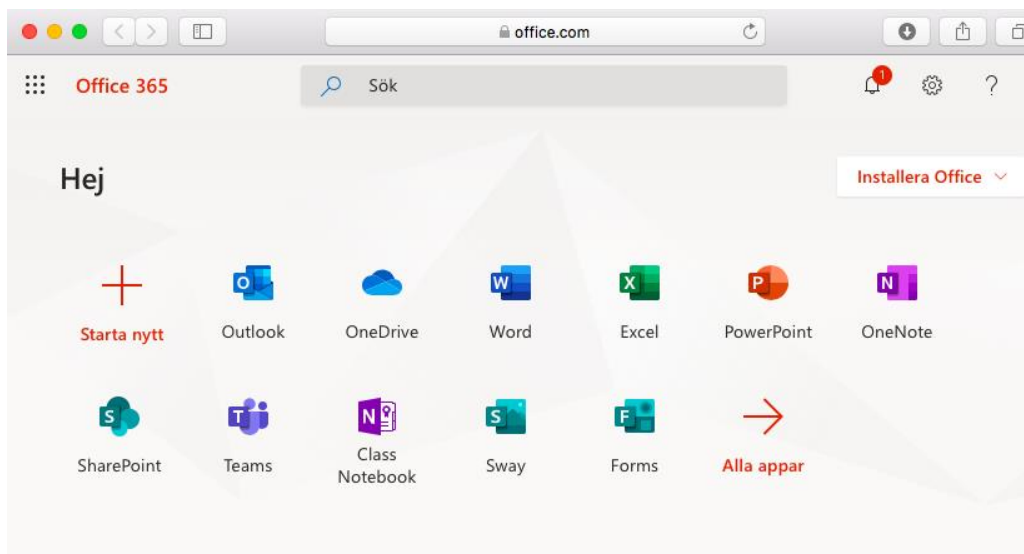 office.com
Office 365
Sök
1
Hej
Installera Office
Starta nytt
Outlook
OneDrive
Word
Excel
PowerPoint
OneNote
SharePoint
Teams
Class
Notebook
Sway
Forms
Alla appar